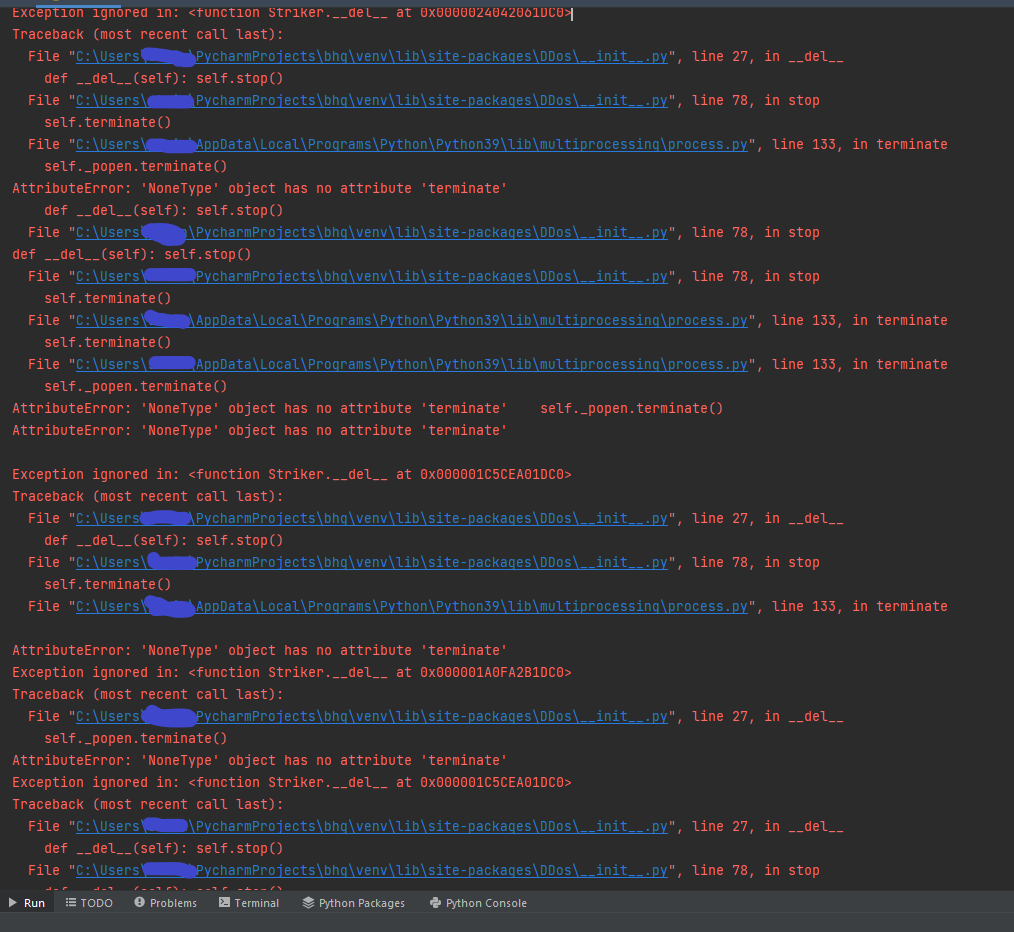 Exception ignored in: <function Striker.__del__ at 0x0000024042061DC0>
Traceback (most recent call last):
  File "C:\Users\ PycharmProjects\bhg\venv\lib\site-packages\DDos\__init__.py", line 27, in __del__
    def __del__(self): self.stop()
  File "C:\Users\ PycharmProjects\bhg\venv\lib\site-packages\DDos\__init__.py", line 78, in stop
    self.terminate()
  File "C:\Users\ AppData\Local\Programs\Python\Python39\lib\multiprocessing\process.py", line 133, in terminate
    self._popen.terminate()
AttributeError: 'NoneType' object has no attribute 'terminate'
    def __del__(self): self.stop()
  File "C:\Users\ \PycharmProjects\bhg\venv\lib\site-packages\DDos\__init__.py", line 78, in stop
def __del__(self): self.stop()
  File "C:\Users\ PycharmProjects\bhg\venv\lib\site-packages\DDos\__init__.py", line 78, in stop
    self.terminate()
  File "C:\Users\ \AppData\Local\Programs\Python\Python39\lib\multiprocessing\process.py", line 133, in terminate
    self.terminate()
  File "C:\Users\ AppData\Local\Programs\Python\Python39\lib\multiprocessing\process.py", line 133, in terminate
    self._popen.terminate()
AttributeError: 'NoneType' object has no attribute 'terminate'    self._popen.terminate()
AttributeError: 'NoneType' object has no attribute 'terminate'
Exception ignored in: <function Striker.__del__ at 0x000001C5CEA01DC0>
Traceback (most recent call last):
  File "C:\Users\ PycharmProjects\bhg\venv\lib\site-packages\DDos\__init__.py", line 27, in __del__
    def __del__(self): self.stop()
  File "C:\Users\ PycharmProjects\bhg\venv\lib\site-packages\DDos\__init__.py", line 78, in stop
    self.terminate()
  File "C:\Users\ AppData\Local\Programs\Python\Python39\lib\multiprocessing\process.py", line 133, in terminate
AttributeError: 'NoneType' object has no attribute 'terminate'
Exception ignored in: <function Striker.__del__ at 0x000001A0FA2B1DC0>
Traceback (most recent call last):
  File "C:\Users\ PycharmProjects\bhg\venv\lib\site-packages\DDos\__init__.py", line 27, in __del__
    self._popen.terminate()
AttributeError: 'NoneType' object has no attribute 'terminate'
Exception ignored in: <function Striker.__del__ at 0x000001C5CEA01DC0>
Traceback (most recent call last):
  File "C:\Users\ \PycharmProjects\bhg\venv\lib\site-packages\DDos\__init__.py", line 27, in __del__
    def __del__(self): self.stop()
  File "C:\Users\ PycharmProjects\bhg\venv\lib\site-packages\DDos\__init__.py", line 78, in stop
Run TODO Problems Terminal Python Packages Python Console